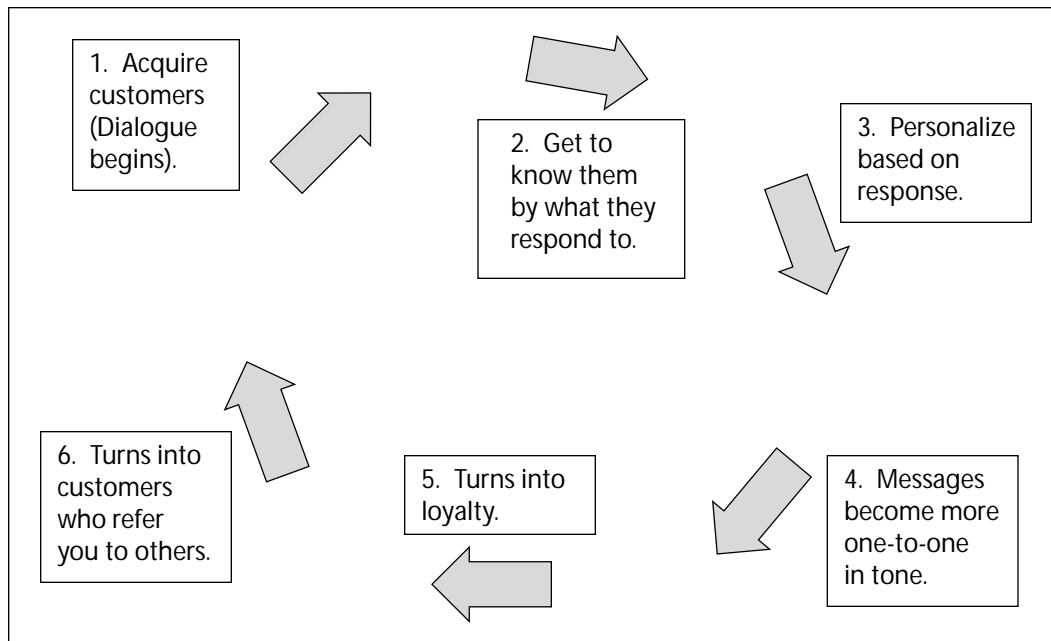 1. Acquire
customers
(Dialogue
begins).
2. Get to
know them
by what they
respond to.
3. Personalize
based on
response.
4. Messages
become more
one-to-one
in tone.
5. Turns into
loyalty.
6. Turns into
customers
who refer
you to others.